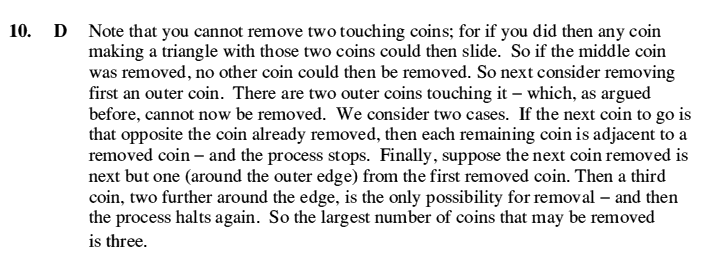 10. D Note that you cannot remove two touching coins; for if you did then any coin
making a triangle with those two coins could then slide. So if the middle coin
was removed, no other coin could then be removed. So next consider removing
first an outer coin. There are two outer coins touching it – which, as argued
before, cannot now be removed. We consider two cases. If the next coin to go is
that opposite the coin already removed, then each remaining coin is adjacent to a
removed coin – and the process stops. Finally, suppose the next coin removed is
next but one (around the outer edge) from the first removed coin. Then a third
coin, two further around the edge, is the only possibility for removal – and then
the process halts again. So the largest number of coins that may be removed
is three.